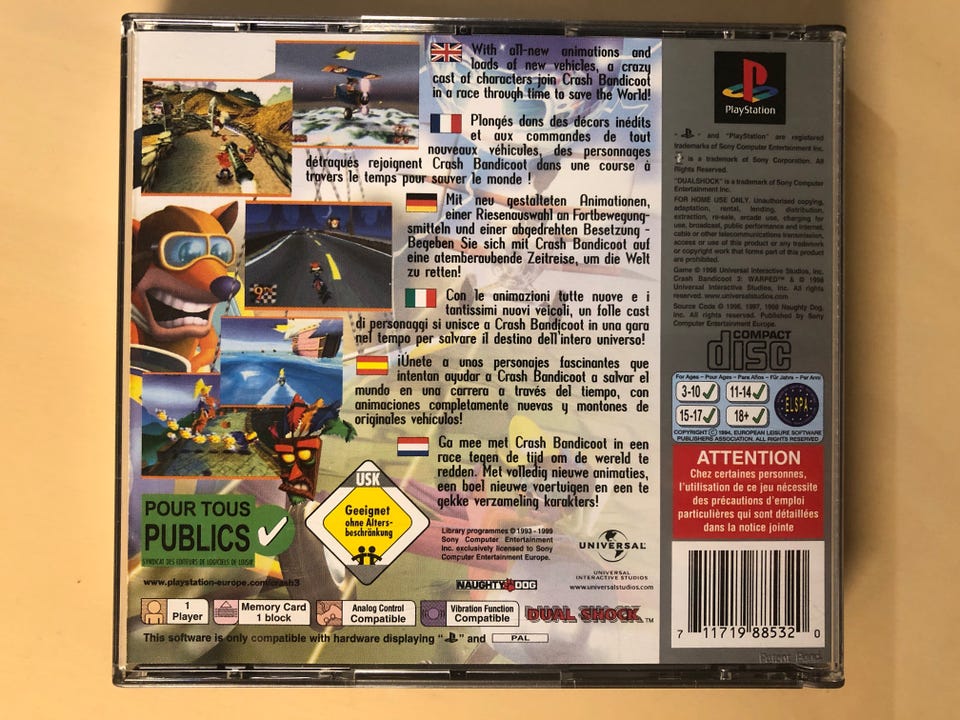 With all-new animations and
loads of new vehicles, a crazy
cast of characters join Crash Bandicoot
in a race through time to save the World!
Plongés dans des décors inédits
et aux commandes de tout
nouveaux véhicules, des personnages
détraqués rejoignent Crash Bandicoot dans une course à
travers le temps pour sauver le monde !
Mit neu gestalteten Animationen,
einer Riesenauswahl an Fortbewegung-
smitteln und einer abgedrehten Besetzung -
Begeben Sie sich mit Crash Bandicoot auf
eine atemberaubende Zeitreise, um die Welt
zu retten!
Con le animazioni tutte nuove e i
tantissimi nuovi veicoli, un folle cast
di personaggi si unisce a Crash Bandicoot in una gara
nel tempo per salvare il destino dell'intero universo!
¡Únete a unos personajes fascinantes que
intentan ayudar a Crash Bandicoot a salvar el
mundo en una carrera a través del tiempo, con
animaciones completamente nuevas y montones de
originales vehículos!
Ga mee met Crash Bandicoot in een
race tegen de tijd om de wereld te
redden. Met volledig nieuwe animaties,
een boel nieuwe voertuigen en een te
gekke verzameling karakters!
POUR TOUS
PUBLICS
SYNDICAT DES EDITEURS DE LOGICIELS DE LOISIR
USK
Geeignet
ohne Alters-
beschränkung
Library programmes © 1993 - 1999
Sony Computer Entertainment
Inc. exclusively licensed to Sony
Computer Entertainment Europe.
UNIVERSAL
UNIVERSAL
INTERACTIVE STUDIOS
www.universalstudios.com
www.playstation-europe.com/crash3
NAUGHTY DOG
1
Player
Memory Card
1 block
Analog Control
Compatible
Vibration Function
Compatible
DUAL SHOCK™
This software is only compatible with hardware displaying " " and PAL
PlayStation
" " and "PlayStation" are registered
trademarks of Sony Computer Entertainment Inc.
is a trademark of Sony Corporation. All
Rights Reserved.
"DUALSHOCK" is a trademark of Sony Computer
Entertainment Inc.
FOR HOME USE ONLY. Unauthorised copying,
adaptation, rental, lending, distribution,
extraction, re-sale, arcade use, charging for
use, broadcast, public performance and internet,
cable or other telecommunications transmission,
access or use of this product or any trademark
or copyright work that forms part of this product
are prohibited.
Game © 1998 Universal Interactive Studios, Inc.
Crash Bandicoot 3: WARPED™ & © 1998
Universal Interactive Studios, Inc. All rights
reserved. www.universalstudios.com
Source Code © 1996, 1997, 1998 Naughty Dog,
Inc. All rights reserved. Published by Sony
Computer Entertainment Europe.
COMPACT
disc
For Ages – Pour Ages – Para Años – Für Jahre – Per Anni
3-10 11-14
15-17 18+
ELSPA
COPYRIGHT © 1994, EUROPEAN LEISURE SOFTWARE
PUBLISHERS ASSOCIATION. ALL RIGHTS RESERVED
ATTENTION
Chez certaines personnes,
l'utilisation de ce jeu nécessite
des précautions d'emploi
particulières qui sont détaillées
dans la notice jointe
7 11719 88532 0